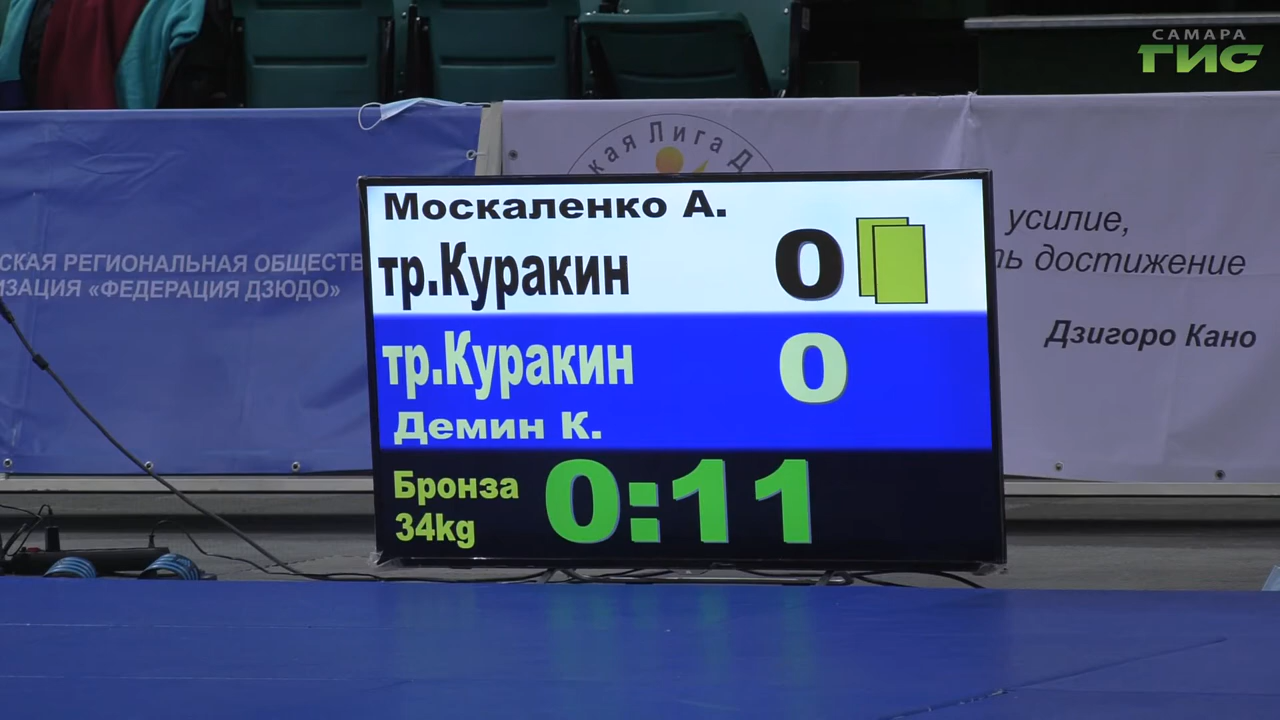 САМАРА
ГИС
кая Лига Д
СКАЯ РЕГИОНАЛЬНАЯ ОБЩЕСТВ
ИЗАЦИЯ «ФЕДЕРАЦИЯ ДЗЮДО»
усилие,
ть достижение
Дзигоро Кано
Москаленко А.
тр.Куракин 0
тр.Куракин 0
Демин К.
Бронза
34kg
0:11